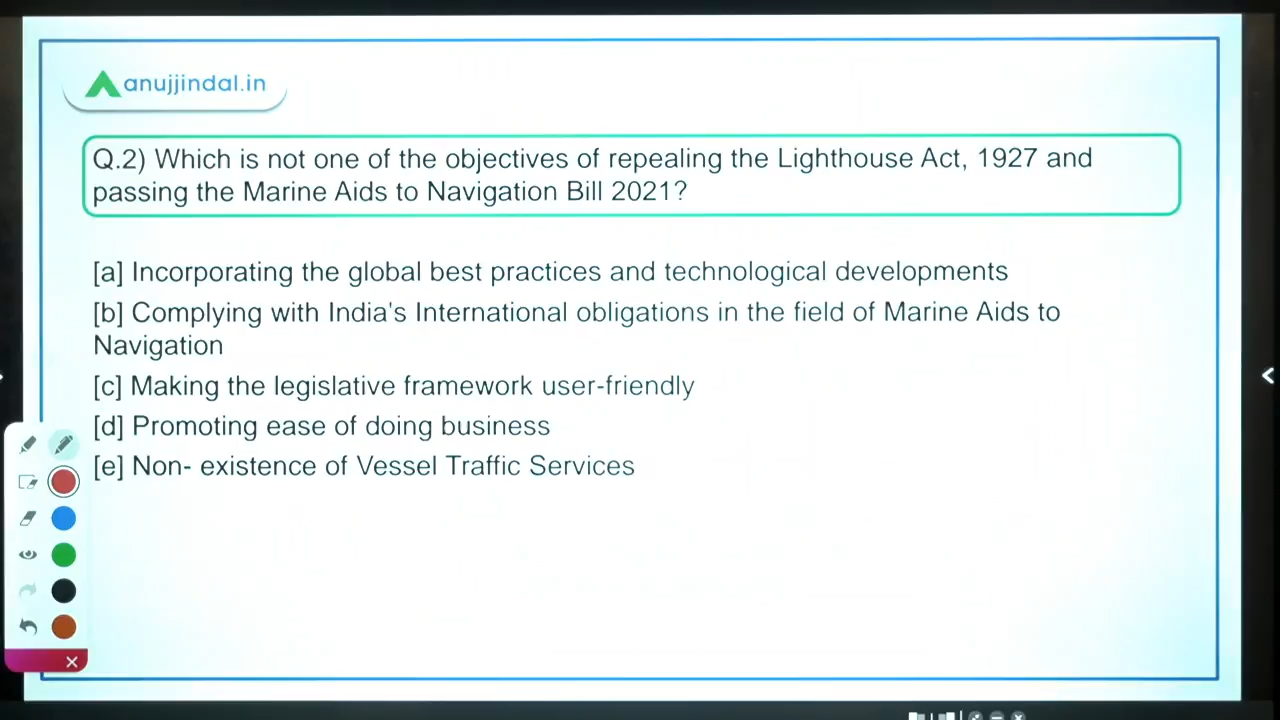 anujjindal.in
Q.2) Which is not one of the objectives of repealing the Lighthouse Act, 1927 and
passing the Marine Aids to Navigation Bill 2021?
[a] Incorporating the global best practices and technological developments
[b] Complying with India's International obligations in the field of Marine Aids to
Navigation
[c] Making the legislative framework user-friendly
[d] Promoting ease of doing business
[e] Non- existence of Vessel Traffic Services